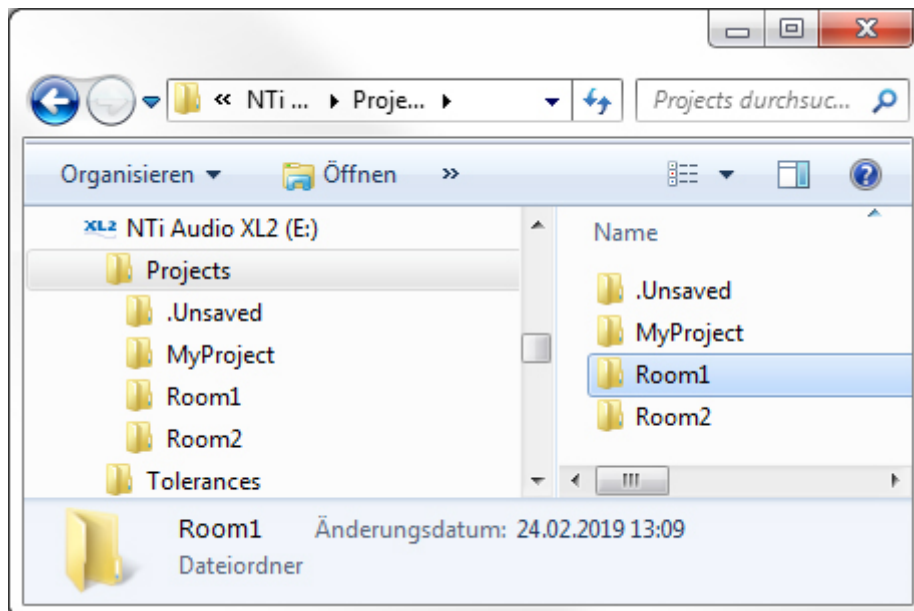 « NTi ... Proje... Projects durchsuc...
Organisieren Öffnen »
XL2 NTi Audio XL2 (E:)
Projects
.Unsaved
MyProject
Room1
Room2
Tolerances
Name
.Unsaved
MyProject
Room1
Room2
Room1 Änderungsdatum: 24.02.2019 13:09
Dateiordner